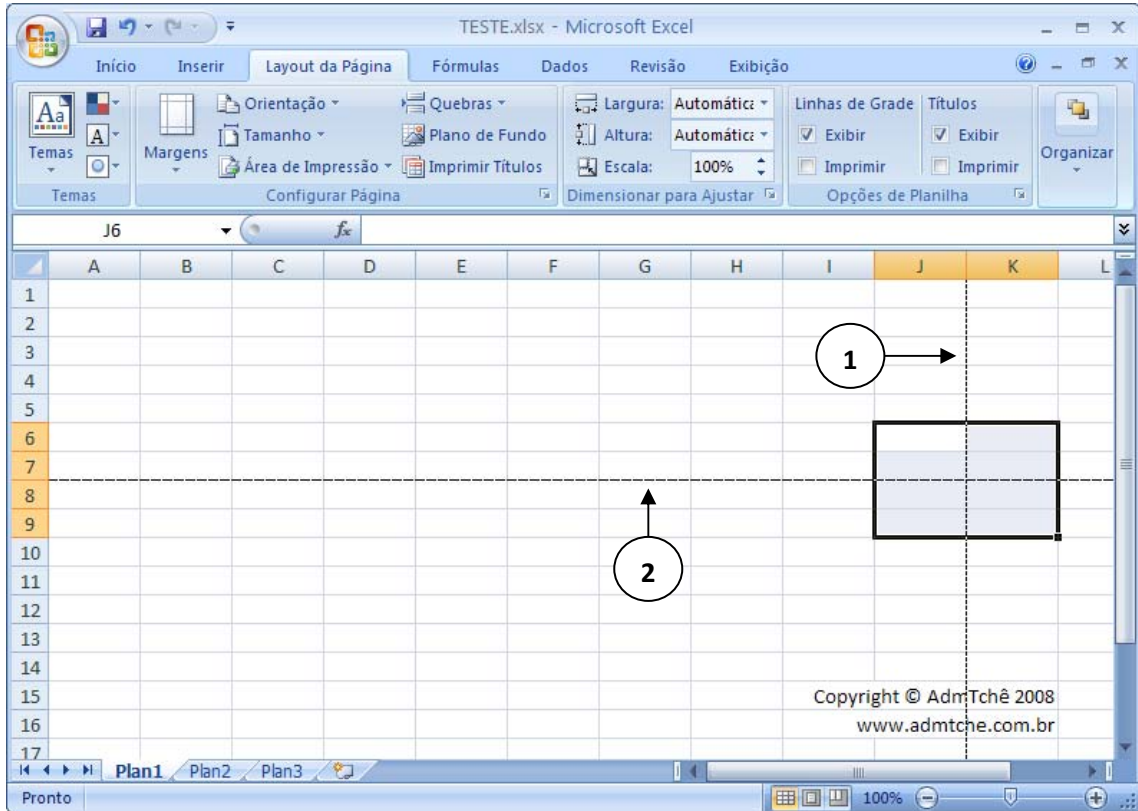 TESTE.xlsx - Microsoft Excel
Início Inserir Layout da Página Fórmulas Dados Revisão Exibição
Aa Temas A Temas
Margens Orientação Tamanho Área de Impressão Quebras Plano de Fundo Imprimir Títulos Configurar Página
Largura: Automática Altura: Automática Escala: 100% Dimensionar para Ajustar
Linhas de Grade Exibir Imprimir Títulos Exibir Imprimir Opções de Planilha
Organizar
J6 fx
A B C D E F G H I J K L
1
2
3 1
4
5
6
7
8
9
10
11 2
12
13
14
15 Copyright © AdmTchê 2008
16 www.admtche.com.br
17
Plan1 Plan2 Plan3
Pronto 100%